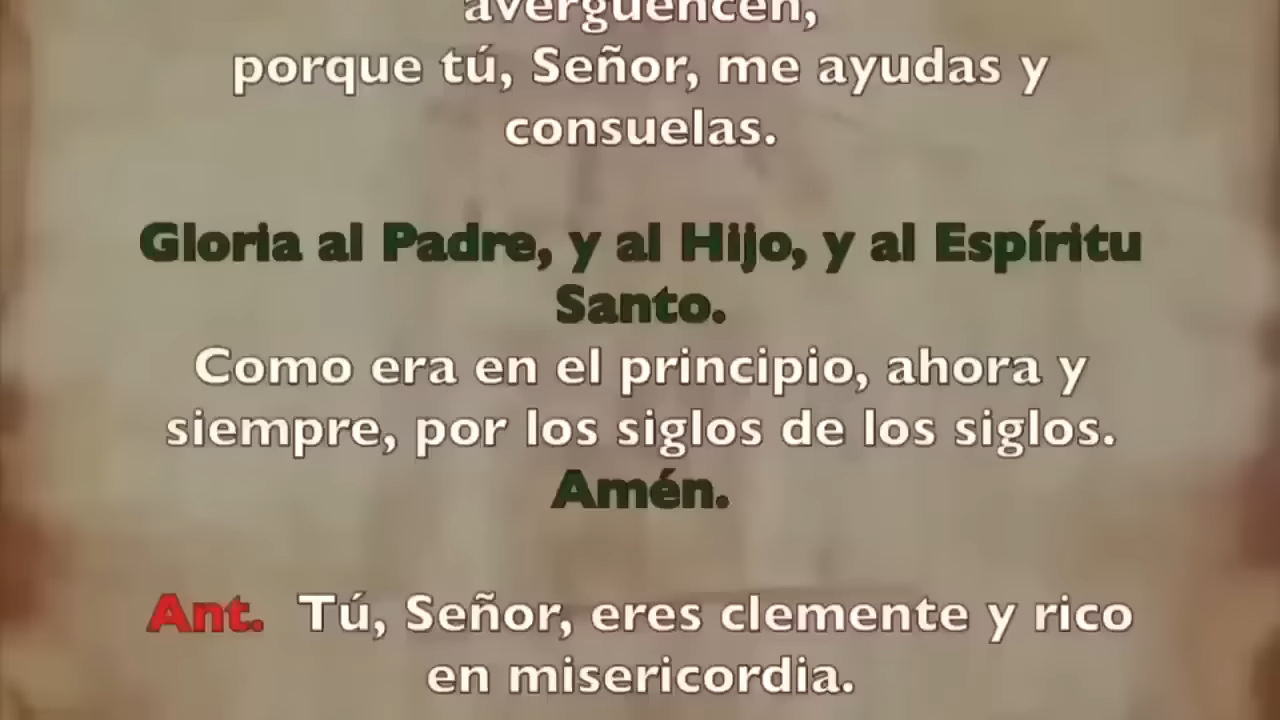 avergüencen,
porque tú, Señor, me ayudas y
consuelas.
Gloria al Padre, y al Hijo, y al Espíritu
Santo.
Como era en el principio, ahora y
siempre, por los siglos de los siglos.
Amén.
Ant. Tú, Señor, eres clemente y rico
en misericordia.